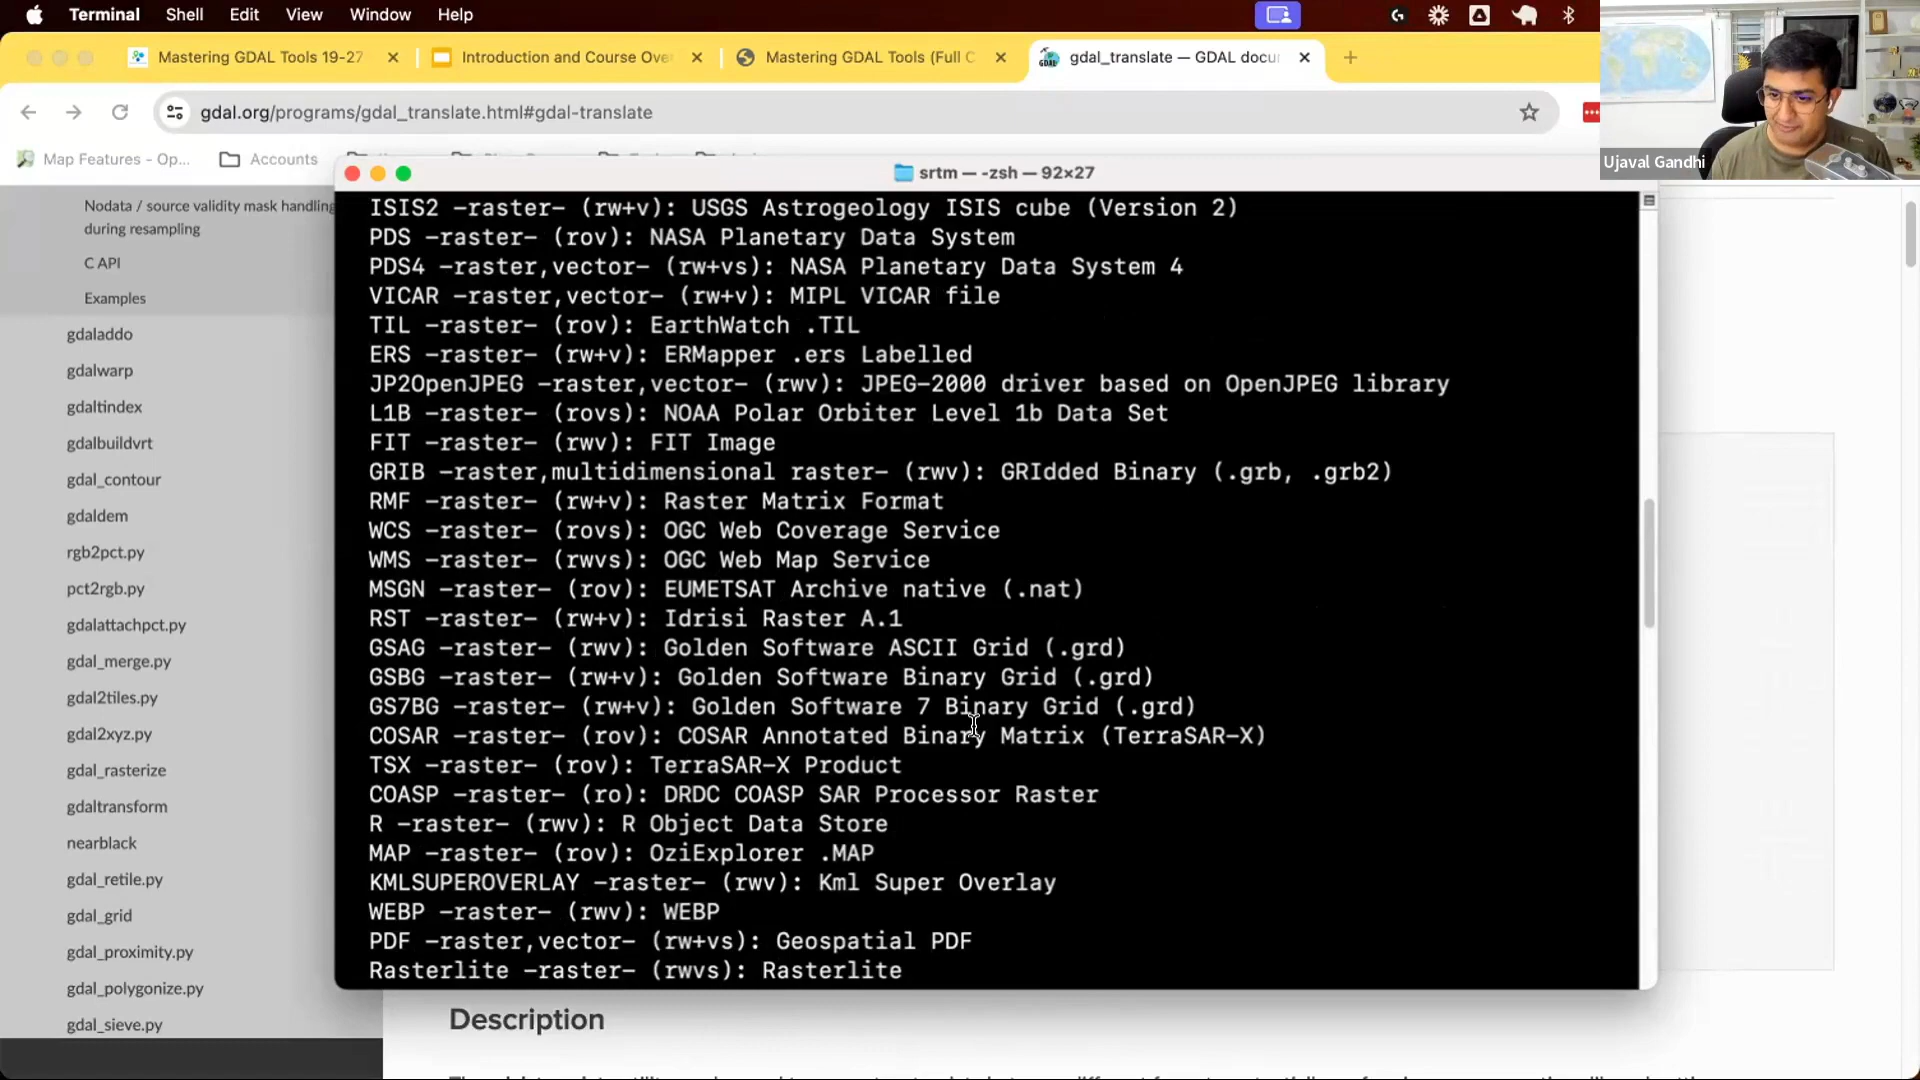 Terminal Shell Edit View Window Help
Mastering GDAL Tools 19-27
Introduction and Course Ove
Mastering GDAL Tools (Full C
gdal_translate — GDAL docu
gdal.org/programs/gdal_translate.html#gdal-translate
Map Features - Op...
Accounts
Ujaval Gandhi
srtm — -zsh — 92×27
Nodata / source validity mask handling
during resampling
C API
Examples
gdaladdo
gdalwarp
gdaltindex
gdalbuildvrt
gdal_contour
gdaldem
rgb2pct.py
pct2rgb.py
gdalattachpct.py
gdal_merge.py
gdal2tiles.py
gdal2xyz.py
gdal_rasterize
gdaltransform
nearblack
gdal_retile.py
gdal_grid
gdal_proximity.py
gdal_polygonize.py
gdal_sieve.py
ISIS2 -raster- (rw+v): USGS Astrogeology ISIS cube (Version 2)
PDS -raster- (rov): NASA Planetary Data System
PDS4 -raster,vector- (rw+vs): NASA Planetary Data System 4
VICAR -raster,vector- (rw+v): MIPL VICAR file
TIL -raster- (rov): EarthWatch .TIL
ERS -raster- (rw+v): ERMapper .ers Labelled
JP2OpenJPEG -raster,vector- (rwv): JPEG-2000 driver based on OpenJPEG library
L1B -raster- (rovs): NOAA Polar Orbiter Level 1b Data Set
FIT -raster- (rwv): FIT Image
GRIB -raster,multidimensional raster- (rwv): GRIdded Binary (.grb, .grb2)
RMF -raster- (rw+v): Raster Matrix Format
WCS -raster- (rovs): OGC Web Coverage Service
WMS -raster- (rwvs): OGC Web Map Service
MSGN -raster- (rov): EUMETSAT Archive native (.nat)
RST -raster- (rw+v): Idrisi Raster A.1
GSAG -raster- (rwv): Golden Software ASCII Grid (.grd)
GSBG -raster- (rw+v): Golden Software Binary Grid (.grd)
GS7BG -raster- (rw+v): Golden Software 7 Binary Grid (.grd)
COSAR -raster- (rov): COSAR Annotated Binary Matrix (TerraSAR-X)
TSX -raster- (rov): TerraSAR-X Product
COASP -raster- (ro): DRDC COASP SAR Processor Raster
R -raster- (rwv): R Object Data Store
MAP -raster- (rov): OziExplorer .MAP
KMLSUPEROVERLAY -raster- (rwv): Kml Super Overlay
WEBP -raster- (rwv): WEBP
PDF -raster,vector- (rw+vs): Geospatial PDF
Rasterlite -raster- (rwvs): Rasterlite
Description